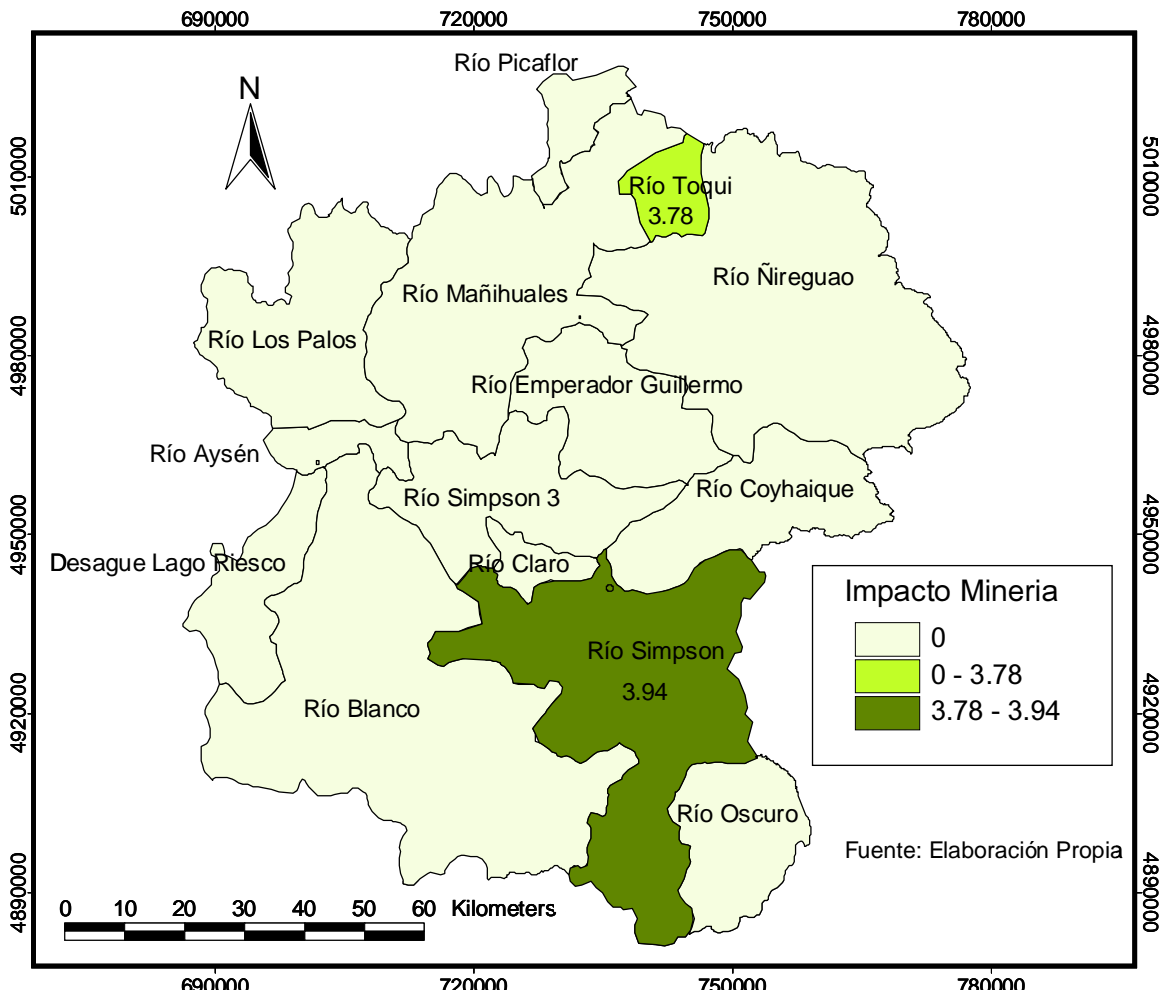 690000 720000 750000 780000
Río Picaflor
N
5010000
5010000
Río Toqui
3.78
Río Ñireguao
Río Mañihuales
Río Los Palos
4980000
4980000
Río Emperador Guillermo
Río Aysén
Río Simpson 3
Río Coyhaique
4950000
4950000
Desague Lago Riesco
Río Claro
Impacto Mineria
0
0 - 3.78
3.78 - 3.94
Río Simpson
3.94
Río Blanco
4920000
4920000
Río Oscuro
Fuente: Elaboración Propia
4890000
4890000
0 10 20 30 40 50 60 Kilometers
690000 720000 750000 780000